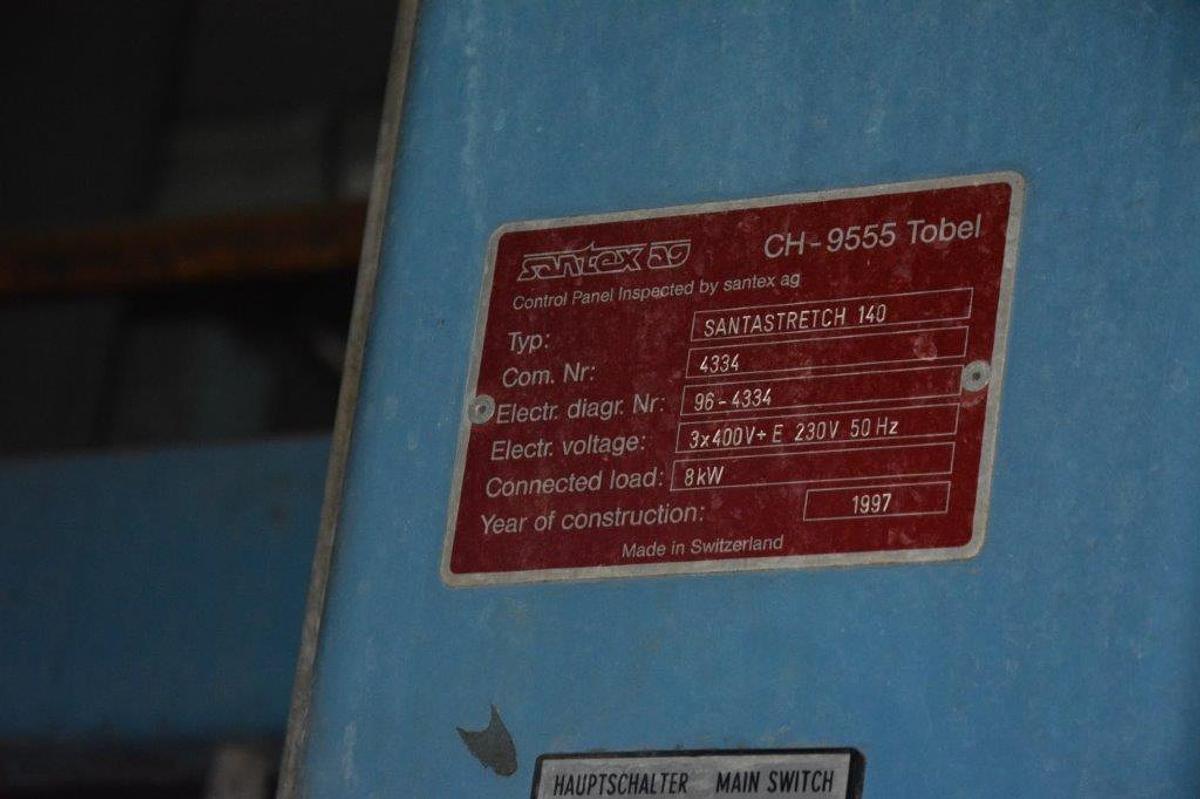 santex ag CH-9555 Tobel
Control Panel Inspected by santex ag
Typ: SANTASTRETCH 140
Com. Nr: 4334
Electr. diagr. Nr: 96-4334
Electr. voltage: 3x400V+E 230V 50Hz
Connected load: 8kW
Year of construction: 1997
Made in Switzerland
HAUPTSCHALTER MAIN SWITCH